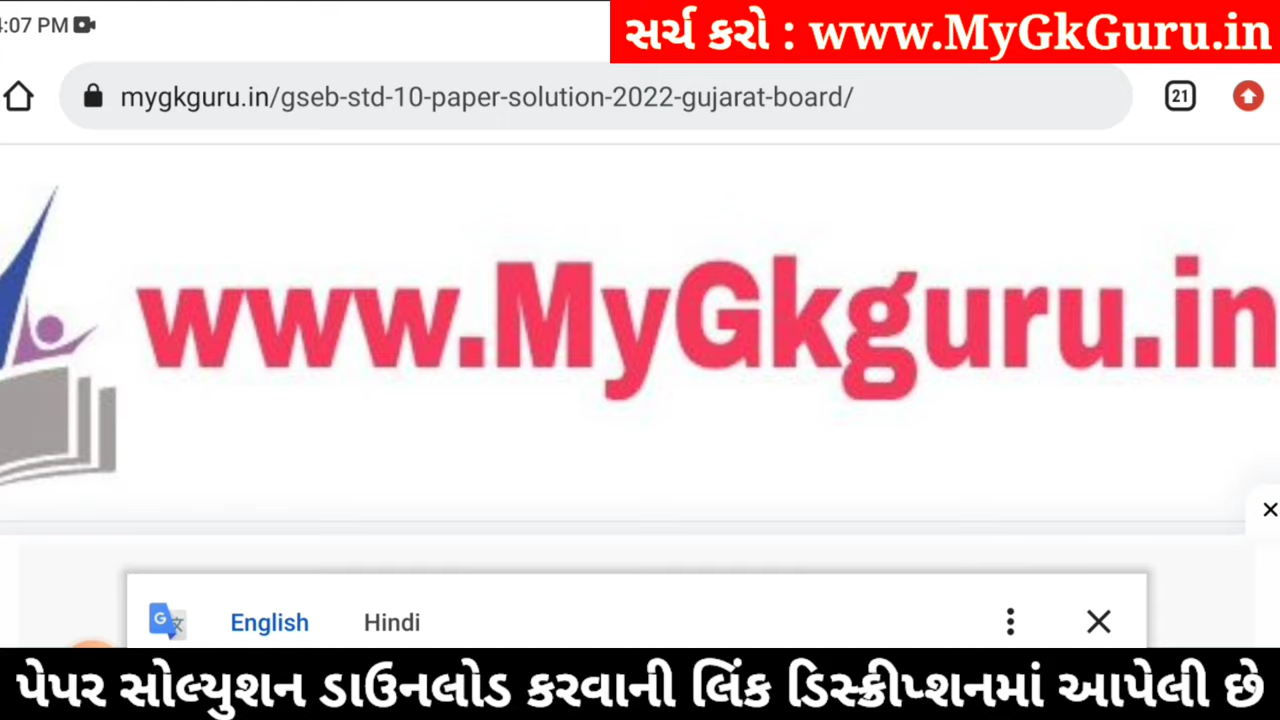 4:07 PM
સર્ચ કરો : www.MyGkGuru.in
mygkguru.in/gseb-std-10-paper-solution-2022-gujarat-board/
21
www.MyGkguru.in
English Hindi
પેપર સોલ્યુશન ડાઉનલોડ કરવાની લિંક ડિસ્ક્રીપ્શનમાં આપેલી છે